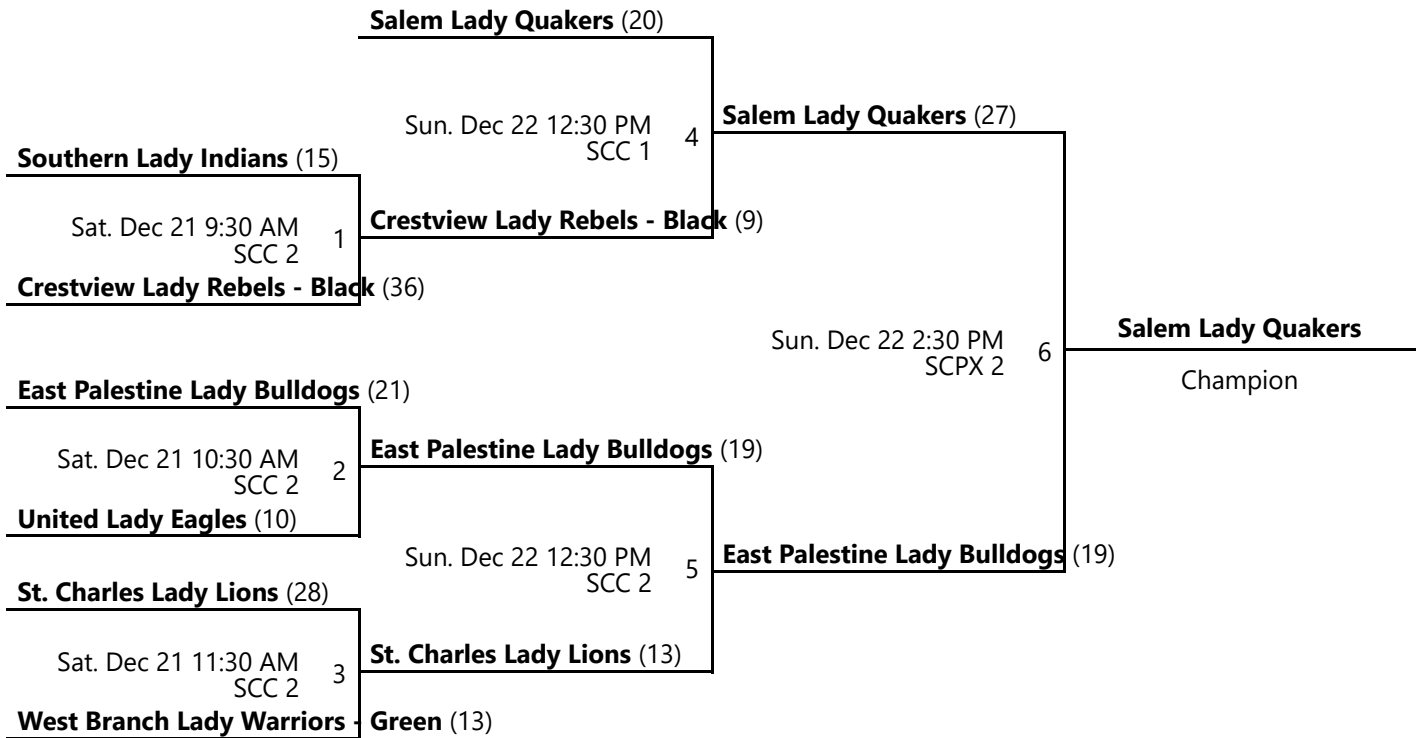 Salem Lady Quakers (20)
Sun. Dec 22 12:30 PM
SCC 1
4
Salem Lady Quakers (27)
Southern Lady Indians (15)
Sat. Dec 21 9:30 AM
SCC 2
1
Crestview Lady Rebels - Black (9)
Crestview Lady Rebels - Black (36)
Sun. Dec 22 2:30 PM
SCPX 2
6
Salem Lady Quakers
Champion
East Palestine Lady Bulldogs (21)
Sat. Dec 21 10:30 AM
SCC 2
2
East Palestine Lady Bulldogs (19)
United Lady Eagles (10)
Sun. Dec 22 12:30 PM
SCC 2
5
East Palestine Lady Bulldogs (19)
St. Charles Lady Lions (28)
Sat. Dec 21 11:30 AM
SCC 2
3
St. Charles Lady Lions (13)
West Branch Lady Warriors - Green (13)